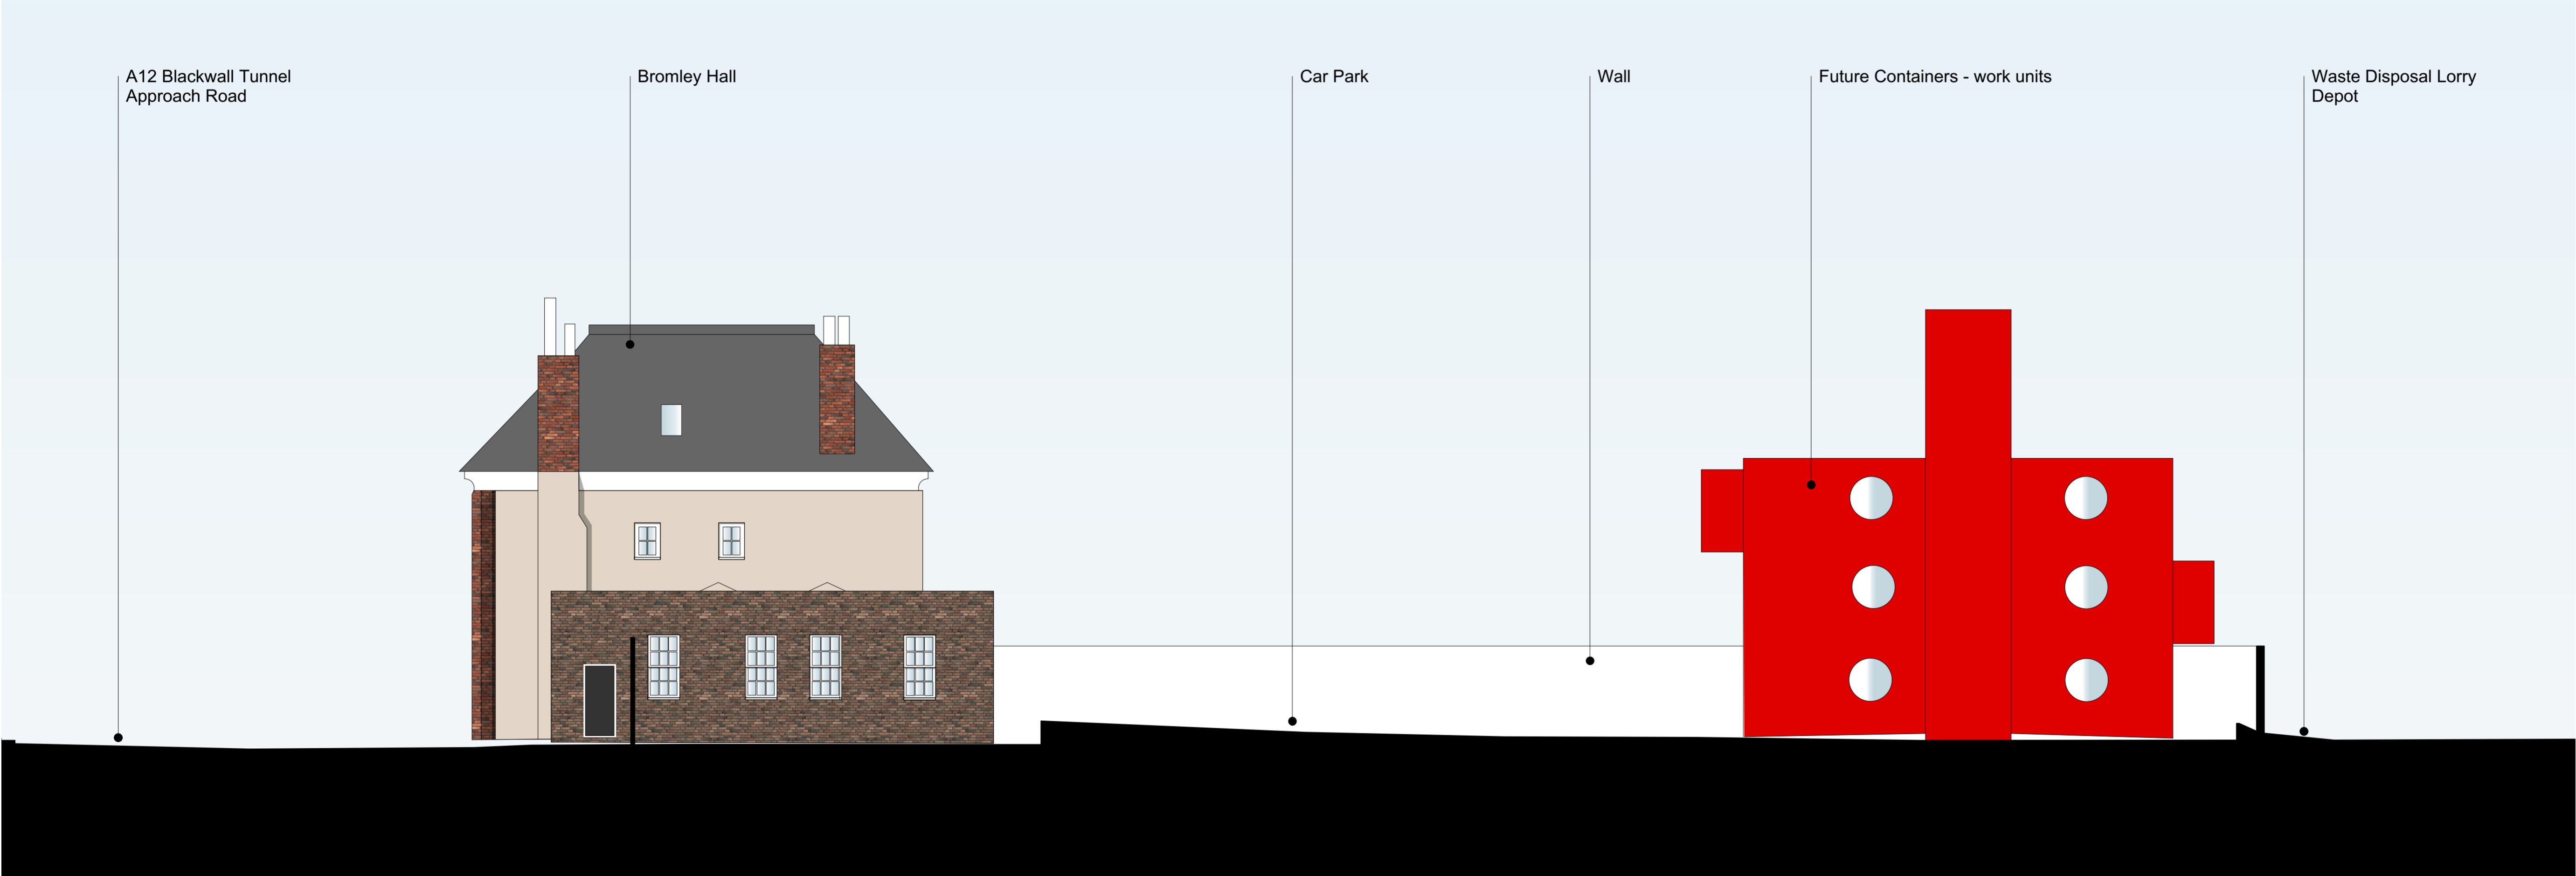 A12 Blackwall Tunnel
Approach Road
Bromley Hall
Car Park
Wall
Future Containers - work units
Waste Disposal Lorry
Depot